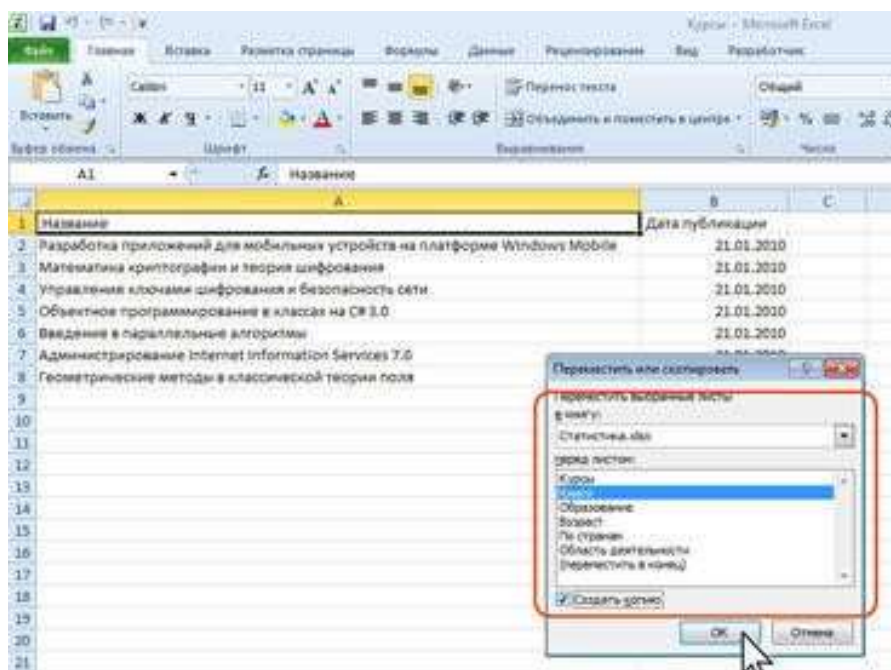 Курсы - Microsoft Excel
Файл Главная Вставка Разметка страницы Формулы Данные Рецензирование Вид Разработчик
Calibri 11 Перенос текста Общий
Вставить Ж К Ч Объединить и поместить в центре % 000
Буфер обмена Шрифт Выравнивание Число
A1 fx Название
A B C
1 Название Дата публикации
2 Разработка приложений для мобильных устройств на платформе Windows Mobile 21.01.2010
3 Математика криптографии и теория шифрования 21.01.2010
4 Управление ключами шифрования и безопасность сети 21.01.2010
5 Объектное программирование в классах на C# 3.0 21.01.2010
6 Введение в параллельные алгоритмы 21.01.2010
7 Администрирование Internet Information Services 7.0
8 Геометрические методы в классической теории поля
Переместить или скопировать
9 переместить выбранные листы
10 в книгу:
11 Статистика.xlsx
12 перед листом:
13 Курсы
14 Образование
15 Возраст
По странам
16 Область деятельности
17 (переместить в конец)
18 Создать копию
19
20 ОК Отмена
21